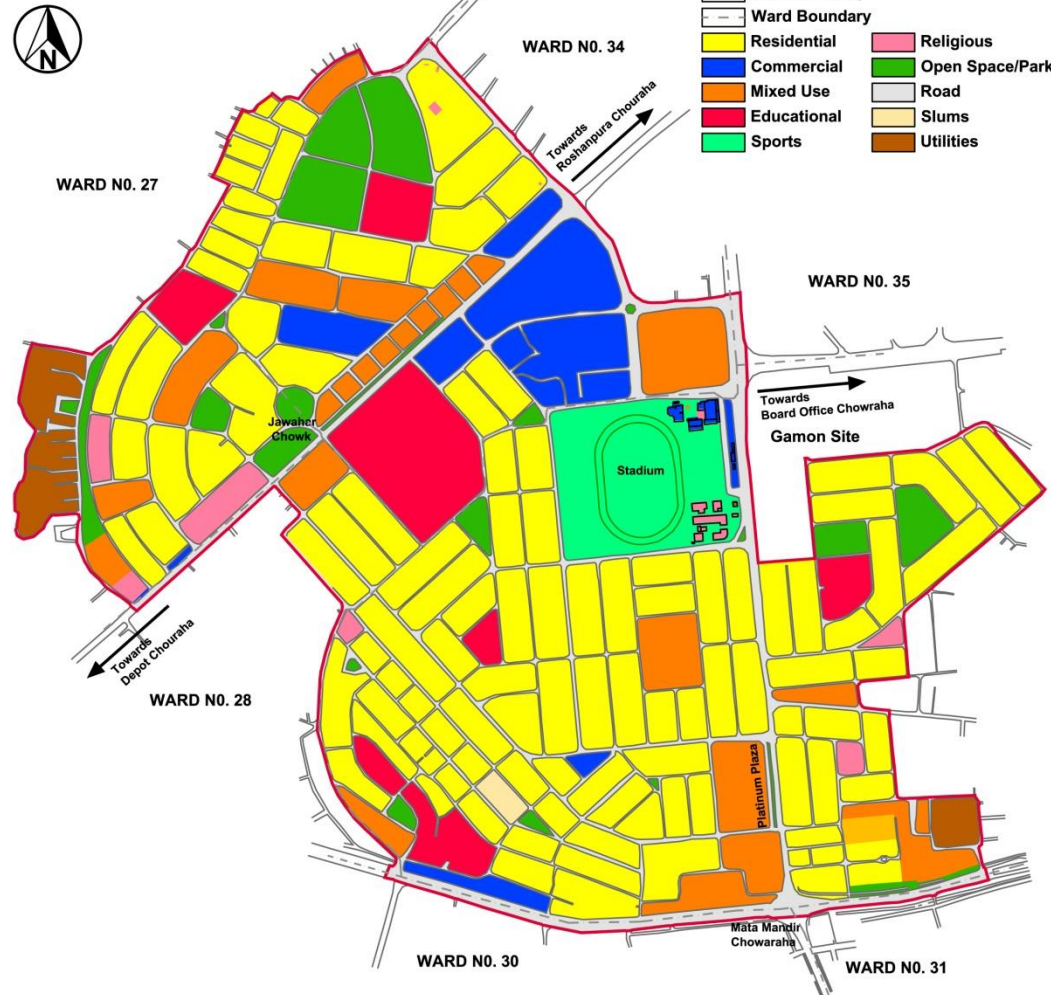 N
Ward Boundary
Residential
Commercial
Mixed Use
Educational
Sports
Religious
Open Space/Park
Road
Slums
Utilities
WARD N0. 34
Towards
Roshanpura Chouraha
WARD N0. 27
WARD N0. 35
Towards
Board Office Chowraha
Gamon Site
Jawaher
Chowk
Stadium
Towards
Depot Chouraha
WARD N0. 28
Platinum Plaza
Mata Mandir
Chowaraha
WARD N0. 30
WARD N0. 31